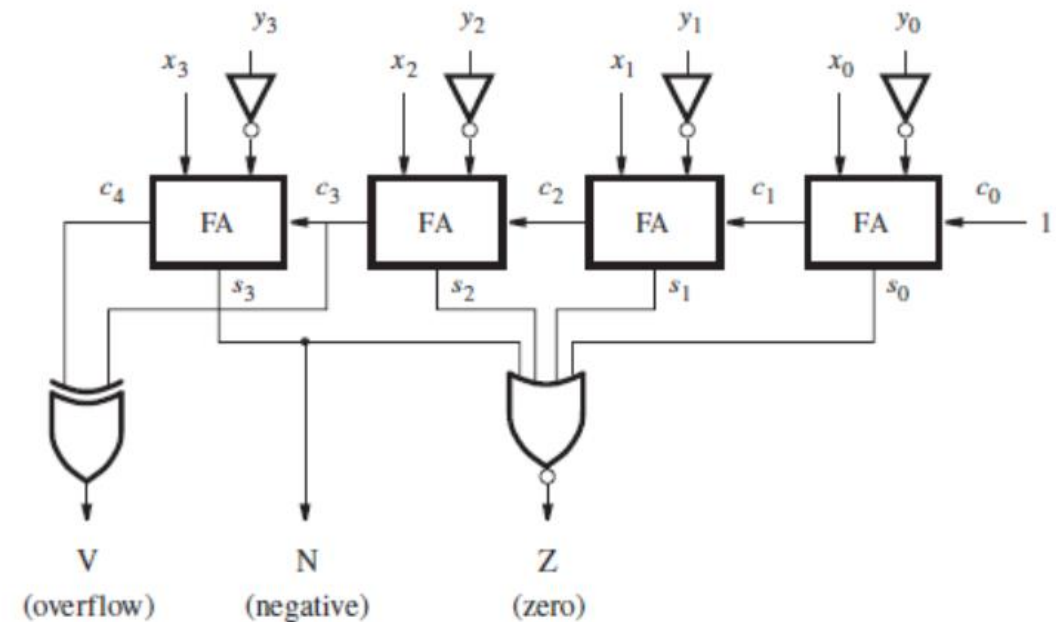 y3 y2 y1 y0
x3 x2 x1 x0
c4 c3 c2 c1 c0
FA FA FA FA 1
s3 s2 s1 s0
V N Z
(overflow) (negative) (zero)